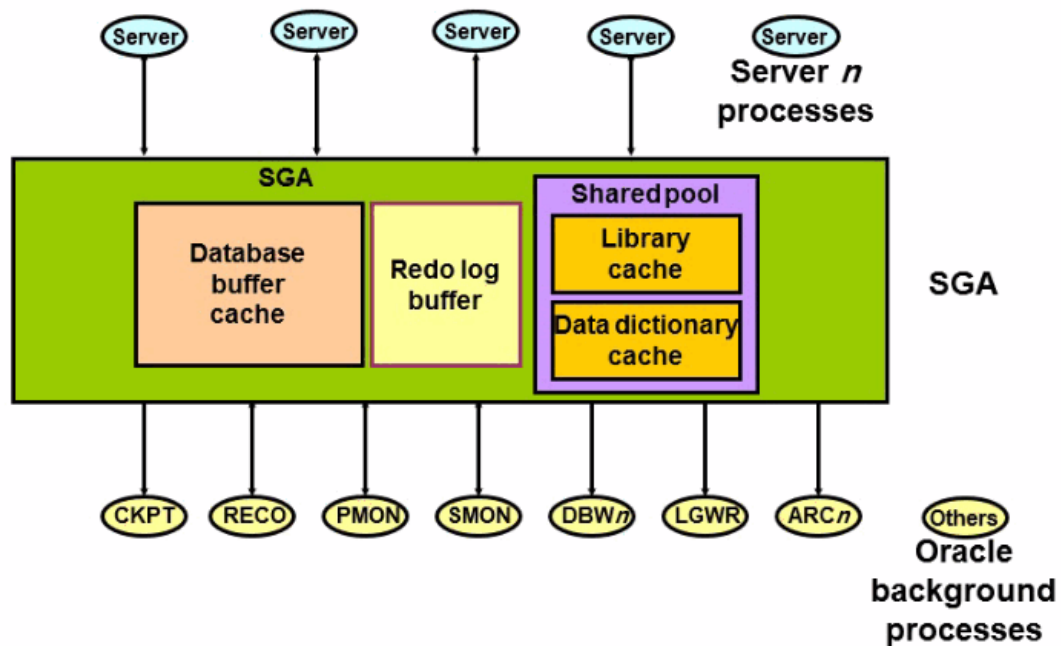 Server
Server
Server
Server
Server
Server n
processes
SGA
Database
buffer
cache
Redo log
buffer
Shared pool
Library
cache
Data dictionary
cache
SGA
CKPT
RECO
PMON
SMON
DBWn
LGWR
ARCn
Others
Oracle
background
processes